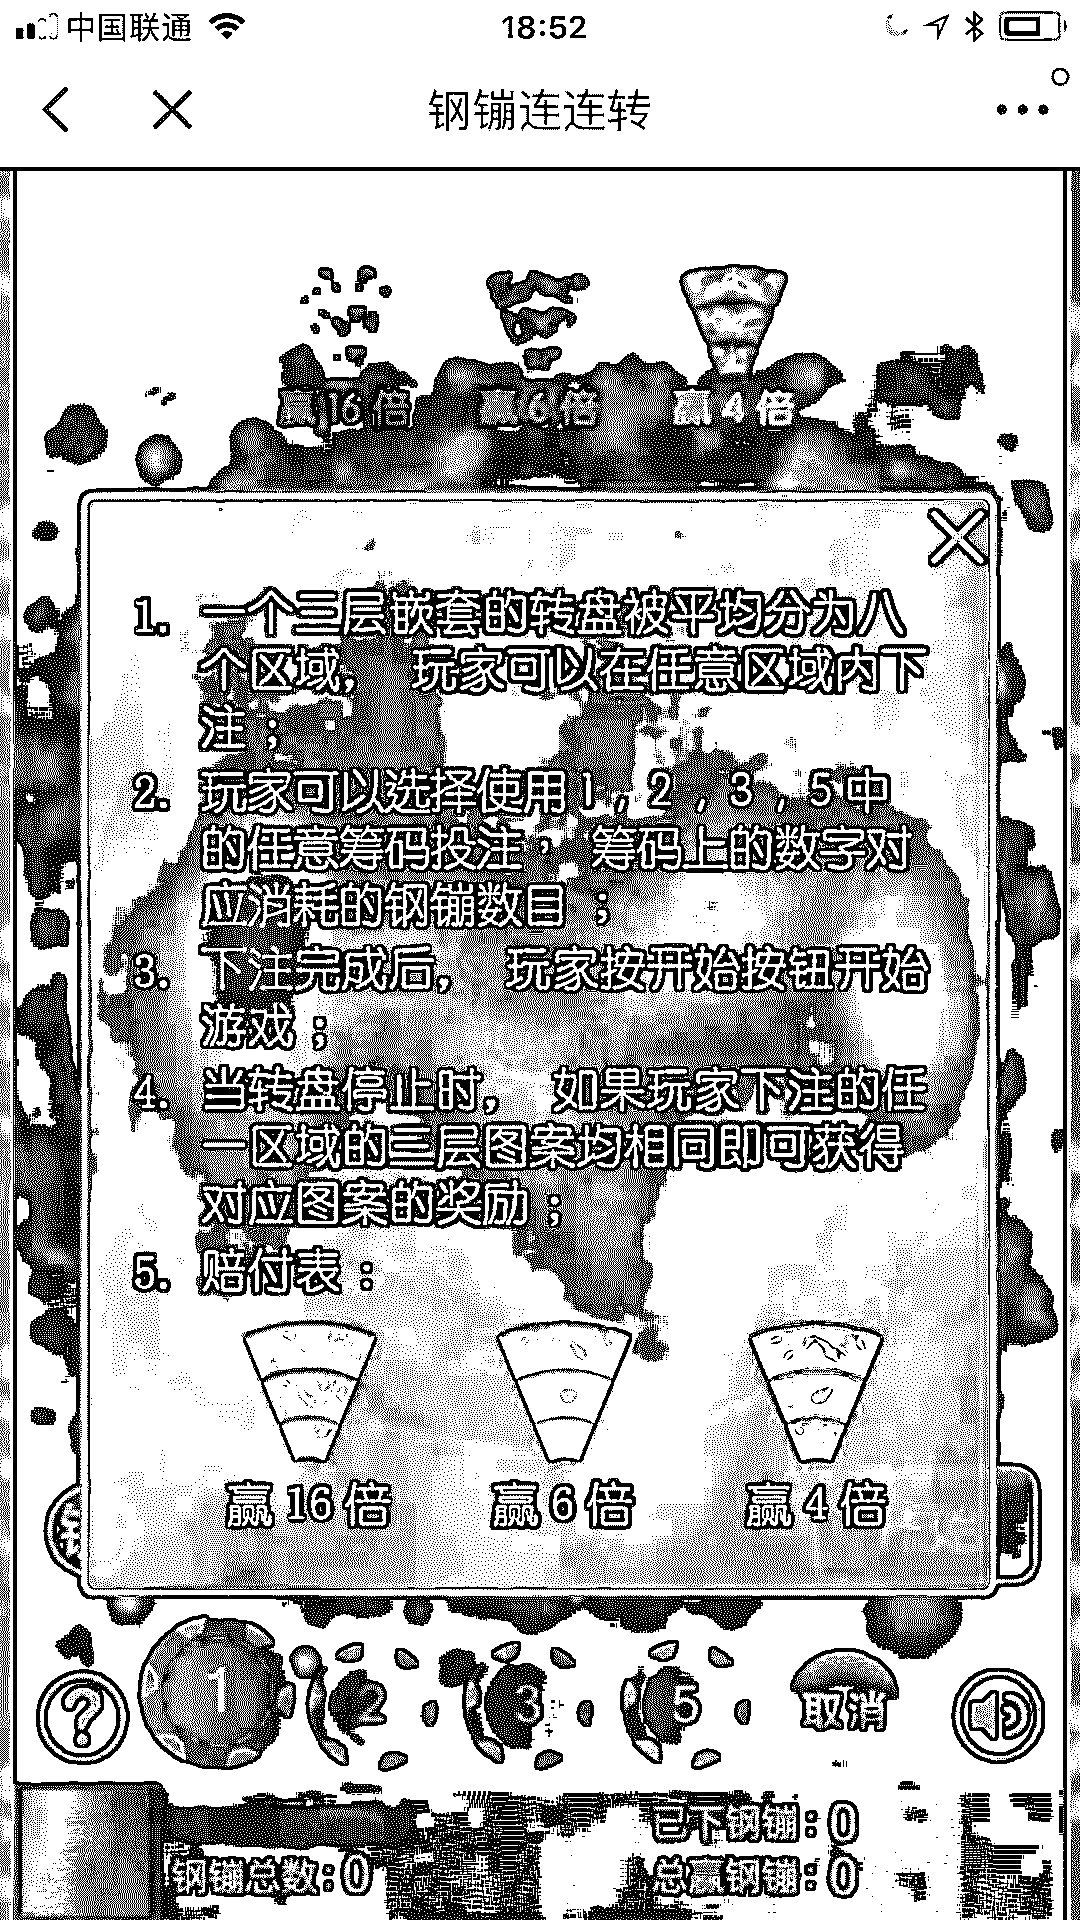 中国联通 18:52
钢镚连连转
赢16倍 赢6倍 赢4倍
1. 一个三层嵌套的转盘被平均分为八
个区域， 玩家可以在任意区域内下
注；
2. 玩家可以选择使用1，2，3，5中
的任意筹码投注， 筹码上的数字对
应消耗的钢镚数目；
3. 下注完成后， 玩家按开始按钮开始
游戏；
4. 当转盘停止时， 如果玩家下注的任
一区域的三层图案均相同即可获得
对应图案的奖励；
5. 赔付表：
赢16倍 赢6倍 赢4倍
? 1 2 3 5 取消
已下钢镚:0
钢镚总数:0 总赢钢镚:0